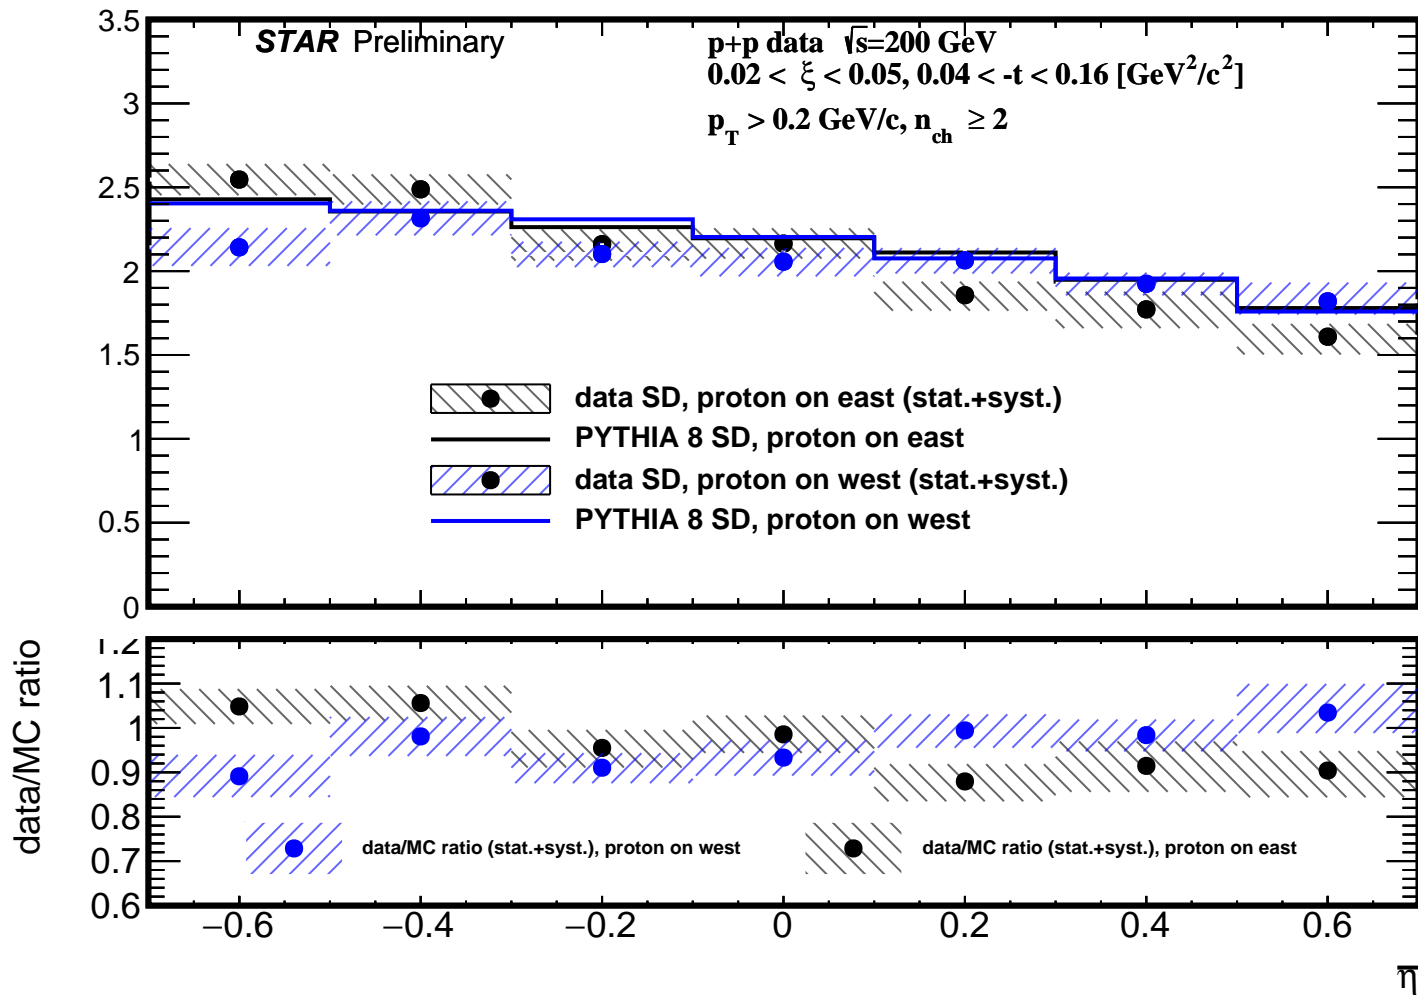 3.5
STAR Preliminary
p+p data √s=200 GeV
0.02 < ξ < 0.05, 0.04 < -t < 0.16 [GeV²/c²]
p_T > 0.2 GeV/c, n_ch ≥ 2
3
2.5
2
1.5
1
0.5
0
data SD, proton on east (stat.+syst.)
PYTHIA 8 SD, proton on east
data SD, proton on west (stat.+syst.)
PYTHIA 8 SD, proton on west
data/MC ratio
1.2
1.1
1
0.9
0.8
0.7
0.6
data/MC ratio (stat.+syst.), proton on west
data/MC ratio (stat.+syst.), proton on east
−0.6 −0.4 −0.2 0 0.2 0.4 0.6
η̅